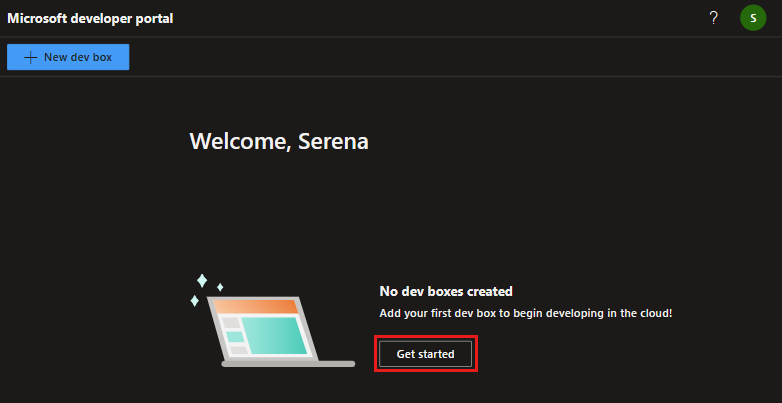 Microsoft developer portal
?
S
New dev box
Welcome, Serena
No dev boxes created
Add your first dev box to begin developing in the cloud!
Get started